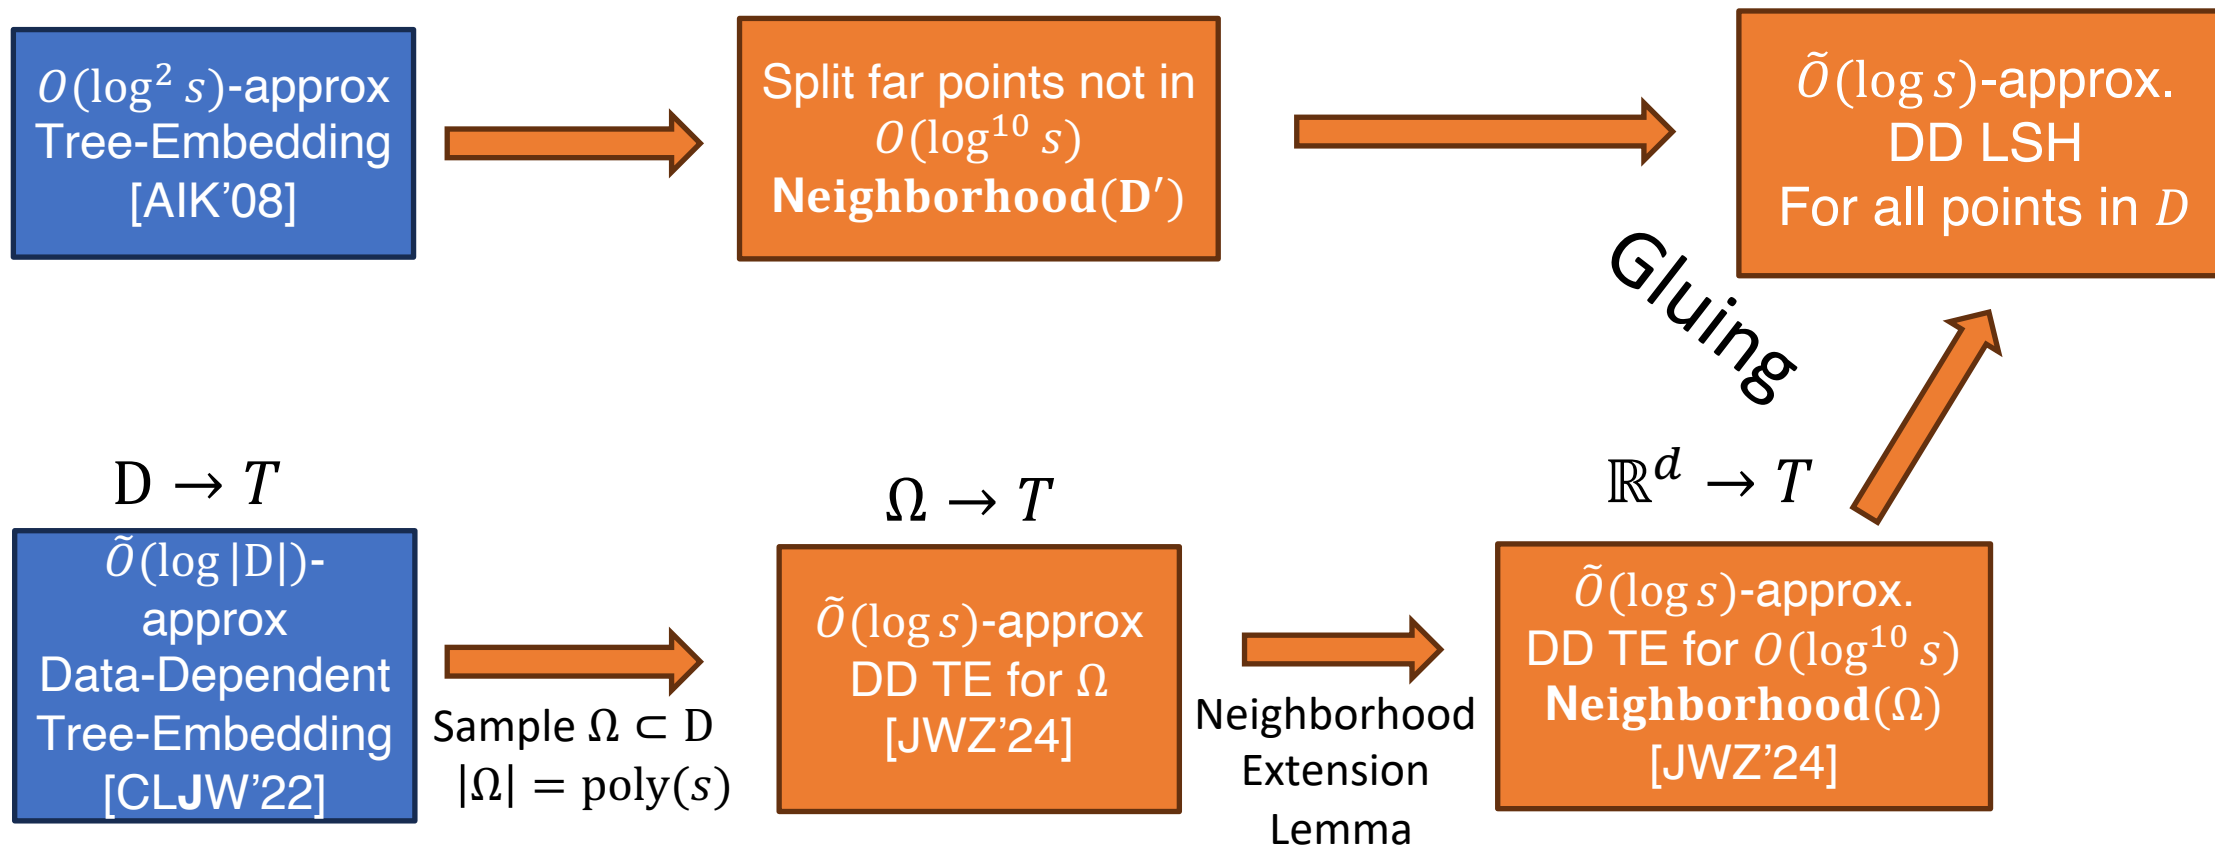 O(log² s)-approx
Tree-Embedding
[AIK'08]
Split far points not in
O(log¹⁰ s)
Neighborhood(D′)
Õ(log s)-approx.
DD LSH
For all points in D
Gluing
D → T
Õ(log |D|)-
approx
Data-Dependent
Tree-Embedding
[CLJW'22]
Sample Ω ⊂ D
|Ω| = poly(s)
Ω → T
Õ(log s)-approx
DD TE for Ω
[JWZ'24]
Neighborhood
Extension
Lemma
ℝᵈ → T
Õ(log s)-approx.
DD TE for O(log¹⁰ s)
Neighborhood(Ω)
[JWZ'24]